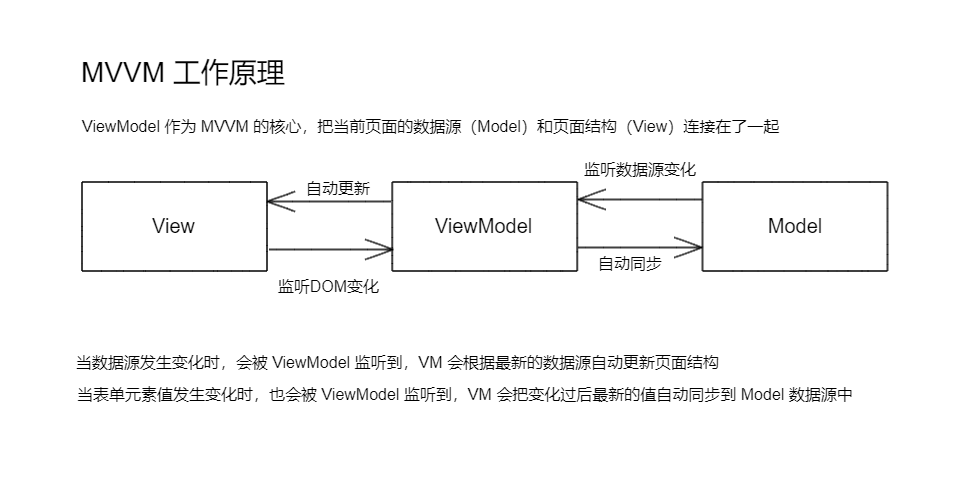 MVVM 工作原理
ViewModel 作为 MVVM 的核心，把当前页面的数据源（Model）和页面结构（View）连接在了一起
监听数据源变化
自动更新
View
ViewModel
Model
自动同步
监听DOM变化
当数据源发生变化时，会被 ViewModel 监听到，VM 会根据最新的数据源自动更新页面结构
当表单元素值发生变化时，也会被 ViewModel 监听到，VM 会把变化过后最新的值自动同步到 Model 数据源中